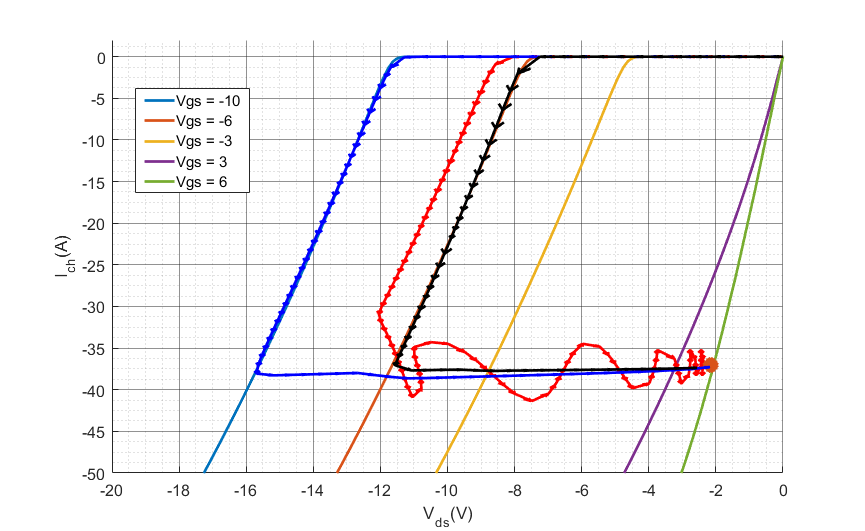 0
-5
-10
-15
-20
-25
-30
-35
-40
-45
-50
I_ch(A)
Vgs = -10
Vgs = -6
Vgs = -3
Vgs = 3
Vgs = 6
-20 -18 -16 -14 -12 -10 -8 -6 -4 -2 0
V_ds(V)